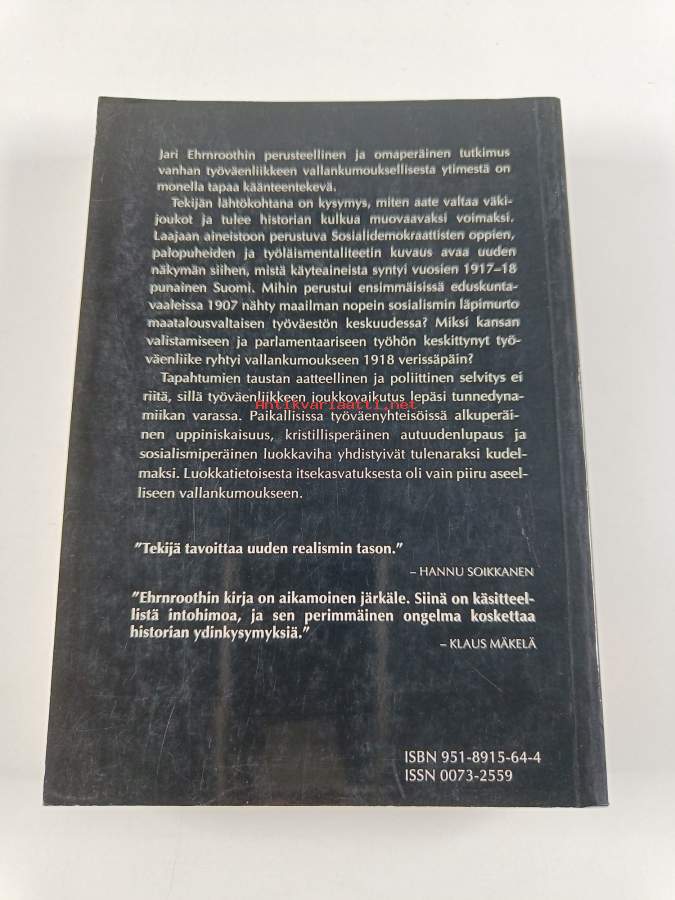 Jari Ehrnroothin perusteellinen ja omaperäinen tutkimus
vanhan työväenliikkeen vallankumouksellisesta ytimestä on
monella tapaa käänteentekevä.
Tekijän lähtökohtana on kysymys, miten aate valtaa väki-
joukot ja tulee historian kulkua muovaavaksi voimaksi.
Laajaan aineistoon perustuva Sosialidemokraattisten oppien,
palopuheiden ja työläismentaliteetin kuvaus avaa uuden
näkymän siihen, mistä käyteaineista syntyi vuosien 1917–18
punainen Suomi. Mihin perustui ensimmäisissä eduskunta-
vaaleissa 1907 nähty maailman nopein sosialismin läpimurto
maatalousvaltaisen työväestön keskuudessa? Miksi kansan
valistamiseen ja parlamentaariseen työhön keskittynyt työ-
väenliike ryhtyi vallankumoukseen 1918 verissäpäin?
Tapahtumien taustan aatteellinen ja poliittinen selvitys ei
riitä, sillä työväenliikkeen joukkovaikutus lepäsi tunnedyna-
miikan varassa. Paikallisissa työväenyhteisöissä alkuperäi-
nen uppiniskaisuus, kristillisperäinen autuudenlupaus ja
sosialismiperäinen luokkaviha yhdistyivät tulenaraksi kudel-
maksi. Luokkatietoisesta itsekasvatuksesta oli vain piiru aseel-
liseen vallankumoukseen.
Antikvariaatti.net
"Tekijä tavoittaa uuden realismin tason."
– HANNU SOIKKANEN
"Ehrnroothin kirja on aikamoinen järkäle. Siinä on käsitteel-
listä intohimoa, ja sen perimmäinen ongelma koskettaa
historian ydinkysymyksiä."
– KLAUS MÄKELÄ
ISBN 951-8915-64-4
ISSN 0073-2559